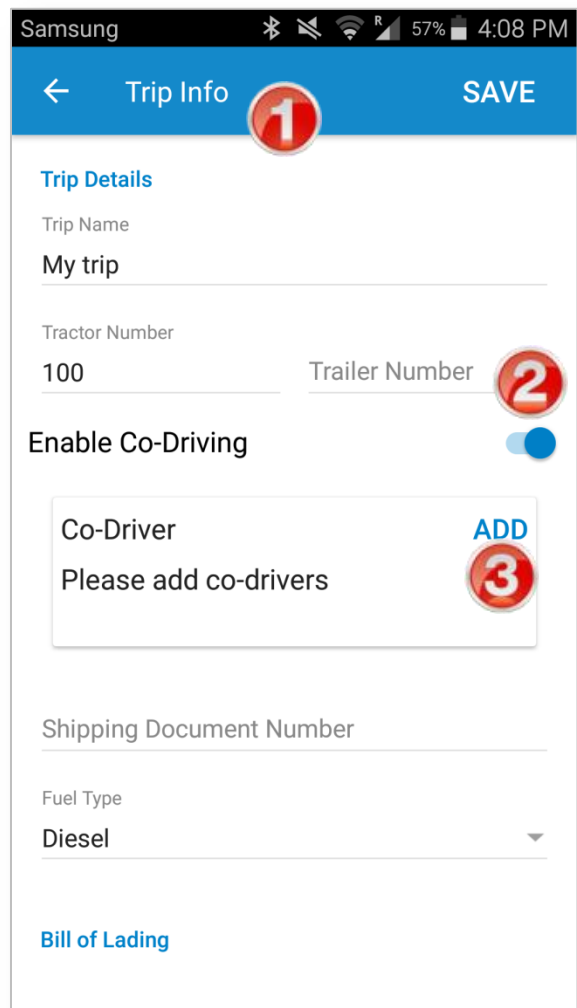 Samsung R 57% 4:08 PM
Trip Info SAVE
1
Trip Details
Trip Name
My trip
Tractor Number
100 Trailer Number
2
Enable Co-Driving
Co-Driver ADD
Please add co-drivers
3
Shipping Document Number
Fuel Type
Diesel
Bill of Lading